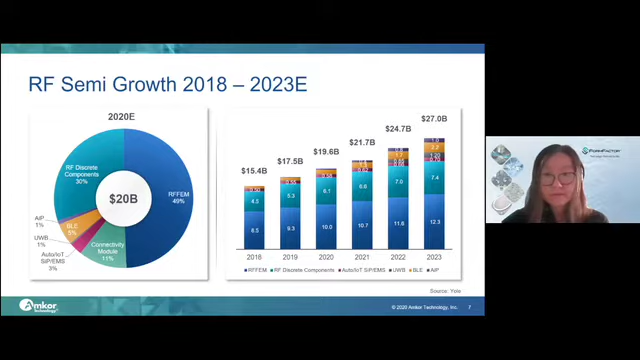 RF Semi Growth 2018 – 2023E
2020E
RF Discrete
Components
30%
$20B
RFFEM
49%
AIP
1%
UWB
1%
BLE
5%
Auto/IoT
SiP/EMS
3%
Connectivity
Module
11%
$15.4B
$17.5B
$19.6B
$21.7B
$24.7B
$27.0B
4.5
5.3
6.1
6.6
7.0
7.4
8.5
9.3
10.0
10.7
11.6
12.3
2018
2019
2020
2021
2022
2023
RFFEM
RF Discrete Components
Auto/IoT SiP/EMS
UWB
BLE
AIP
Source: Yole
Amkor
Technology
© 2020 Amkor Technology, Inc.
7
FORMFACTOR